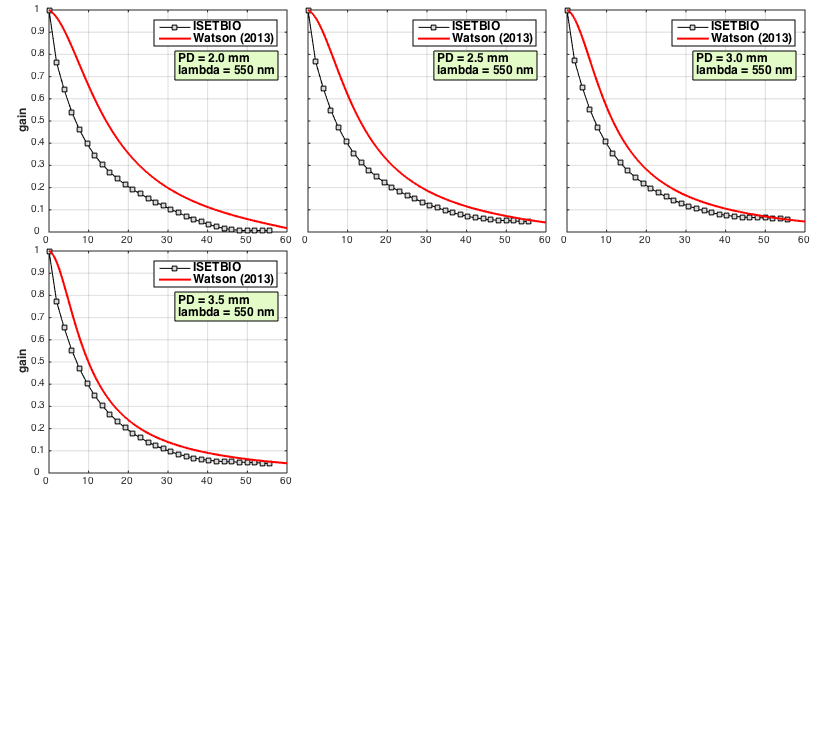 1
0.9
0.8
0.7
0.6
0.5
0.4
0.3
0.2
0.1
0
gain
0 10 20 30 40 50 60
ISETBIO
Watson (2013)
PD = 2.0 mm
lambda = 550 nm
0 10 20 30 40 50 60
ISETBIO
Watson (2013)
PD = 2.5 mm
lambda = 550 nm
0 10 20 30 40 50 60
ISETBIO
Watson (2013)
PD = 3.0 mm
lambda = 550 nm
1
0.9
0.8
0.7
0.6
0.5
0.4
0.3
0.2
0.1
0
gain
0 10 20 30 40 50 60
ISETBIO
Watson (2013)
PD = 3.5 mm
lambda = 550 nm